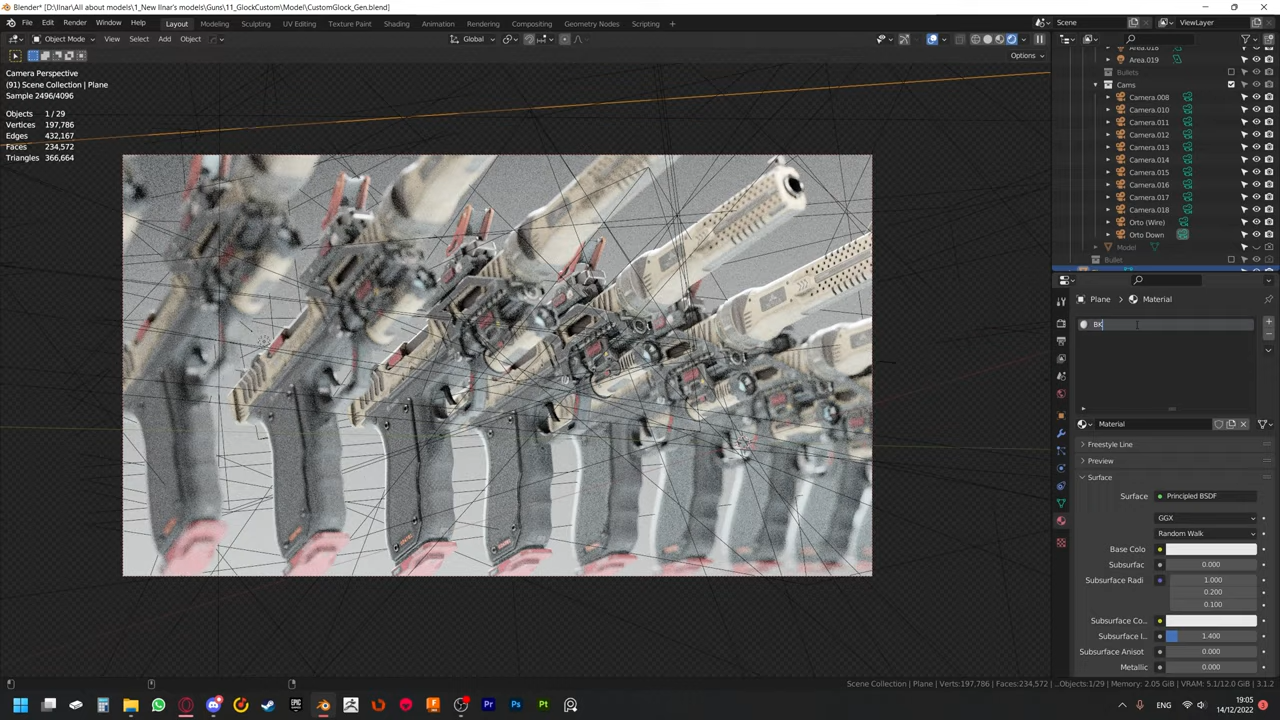 Blender* [D:\Ilnar\All about models\1_New Ilnar's models\Guns\11_GlockCustom\Model\CustomGlock_Gen.blend]
File Edit Render Window Help Layout Modeling Sculpting UV Editing Texture Paint Shading Animation Rendering Compositing Geometry Nodes Scripting + Scene ViewLayer
Object Mode View Select Add Object Global
Options
Camera Perspective
(91) Scene Collection | Plane
Sample 2496/4096
Objects 1 / 29
Vertices 197,786
Edges 432,167
Faces 234,572
Triangles 366,664
Area.018
Area.019
Bullets
Cams
Camera.008
Camera.010
Camera.011
Camera.012
Camera.013
Camera.014
Camera.015
Camera.016
Camera.017
Camera.018
Orto (Wire)
Orto Down
Model
Bullet
Plane > Material
BK
Material
Freestyle Line
Preview
Surface
Surface Principled BSDF
GGX
Random Walk
Base Colo
Subsurfac 0.000
Subsurface Radi 1.000
0.200
0.100
Subsurface Co...
Subsurface I... 1.400
Subsurface Anisot 0.000
Metallic 0.000
Scene Collection | Plane | Verts:197,786 | Faces:234,572 | ...Objects:1/29 | Memory: 2.05 GiB | VRAM: 5.1/12.0 GiB | 3.1.2
ENG 19:05
14/12/2022